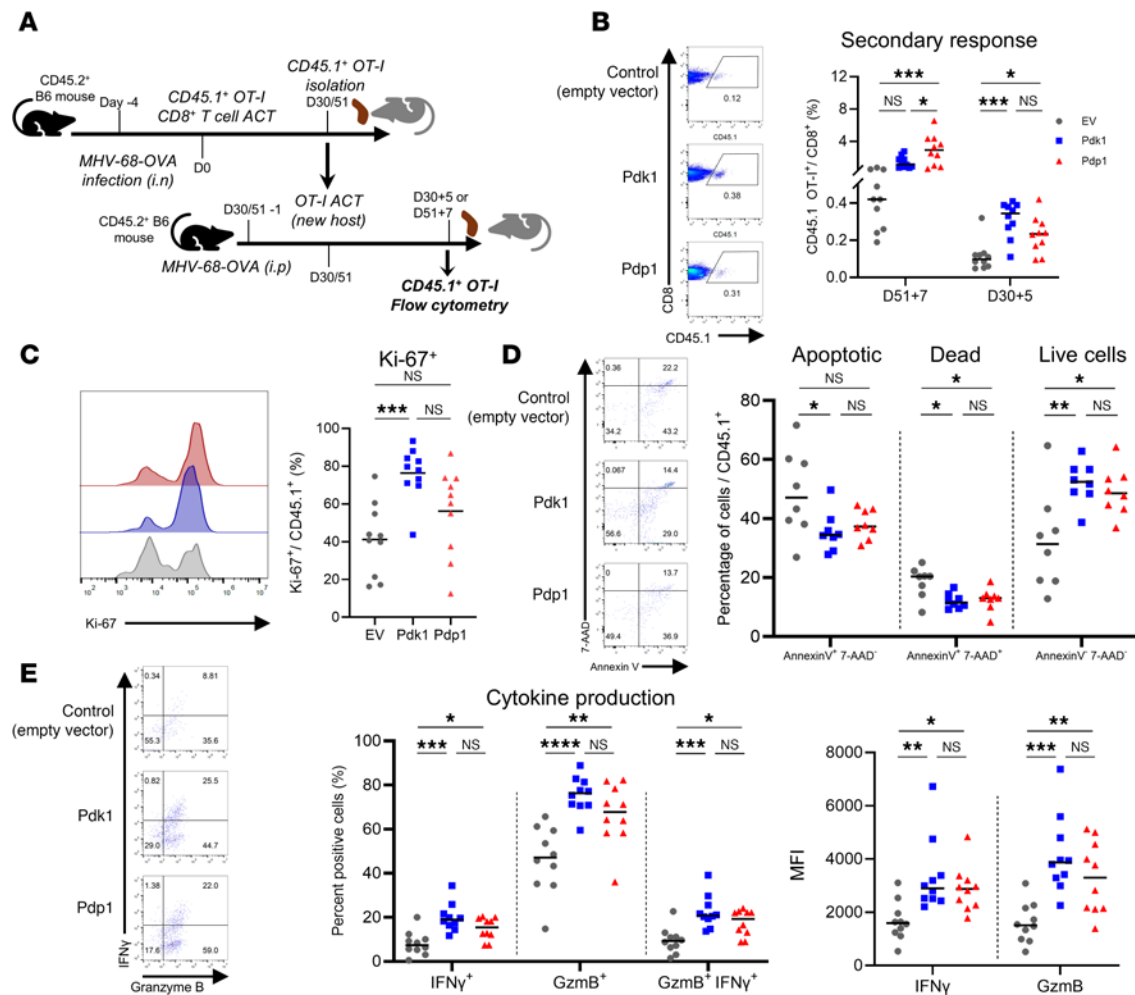 A
CD45.2⁺
B6 mouse
Day -4
CD45.1⁺ OT-I
CD8⁺ T cell ACT
CD45.1⁺ OT-I
isolation
D30/51
MHV-68-OVA
infection (i.n)
D0
OT-I ACT
(new host)
CD45.2⁺ B6
mouse
D30/51 -1
D30+5 or
D51+7
MHV-68-OVA (i.p)
D30/51
CD45.1⁺ OT-I
Flow cytometry
B
Control
(empty vector)
0.12
CD45.1
Pdk1
0.38
CD45.1
Pdp1
0.31
CD8
CD45.1
Secondary response
CD45.1 OT-I⁺/ CD8⁺ (%)
12
8
4
0.4
0.2
0.0
***
NS
*
*
***
NS
D51+7
D30+5
EV
Pdk1
Pdp1
C
10² 10³ 10⁴ 10⁵ 10⁶ 10⁷
Ki-67
Ki-67⁺
NS
***
NS
Ki-67⁺/ CD45.1⁺ (%)
100
80
60
40
20
0
EV Pdk1 Pdp1
D
Control
(empty vector)
0.36 22.2
34.2 43.2
Pdk1
0.067 14.4
56.6 29.0
Pdp1
0 13.7
49.4 36.9
7-AAD
Annexin V
Apoptotic Dead Live cells
NS
*
NS
*
*
NS
*
**
NS
Percentage of cells / CD45.1⁺
80
60
40
20
0
AnnexinV⁺ 7-AAD⁻
AnnexinV⁺ 7-AAD⁺
AnnexinV⁻ 7-AAD⁻
E
Control
(empty vector)
0.34 8.81
55.3 35.6
Pdk1
0.82 25.5
29.0 44.7
Pdp1
1.38 22.0
17.6 59.0
IFNγ
Granzyme B
Cytokine production
*
***
NS
**
****
NS
*
***
NS
Percent positive cells (%)
100
80
60
40
20
0
IFNγ⁺
GzmB⁺
GzmB⁺ IFNγ⁺
*
**
NS
**
***
NS
MFI
8000
6000
4000
2000
0
IFNγ
GzmB